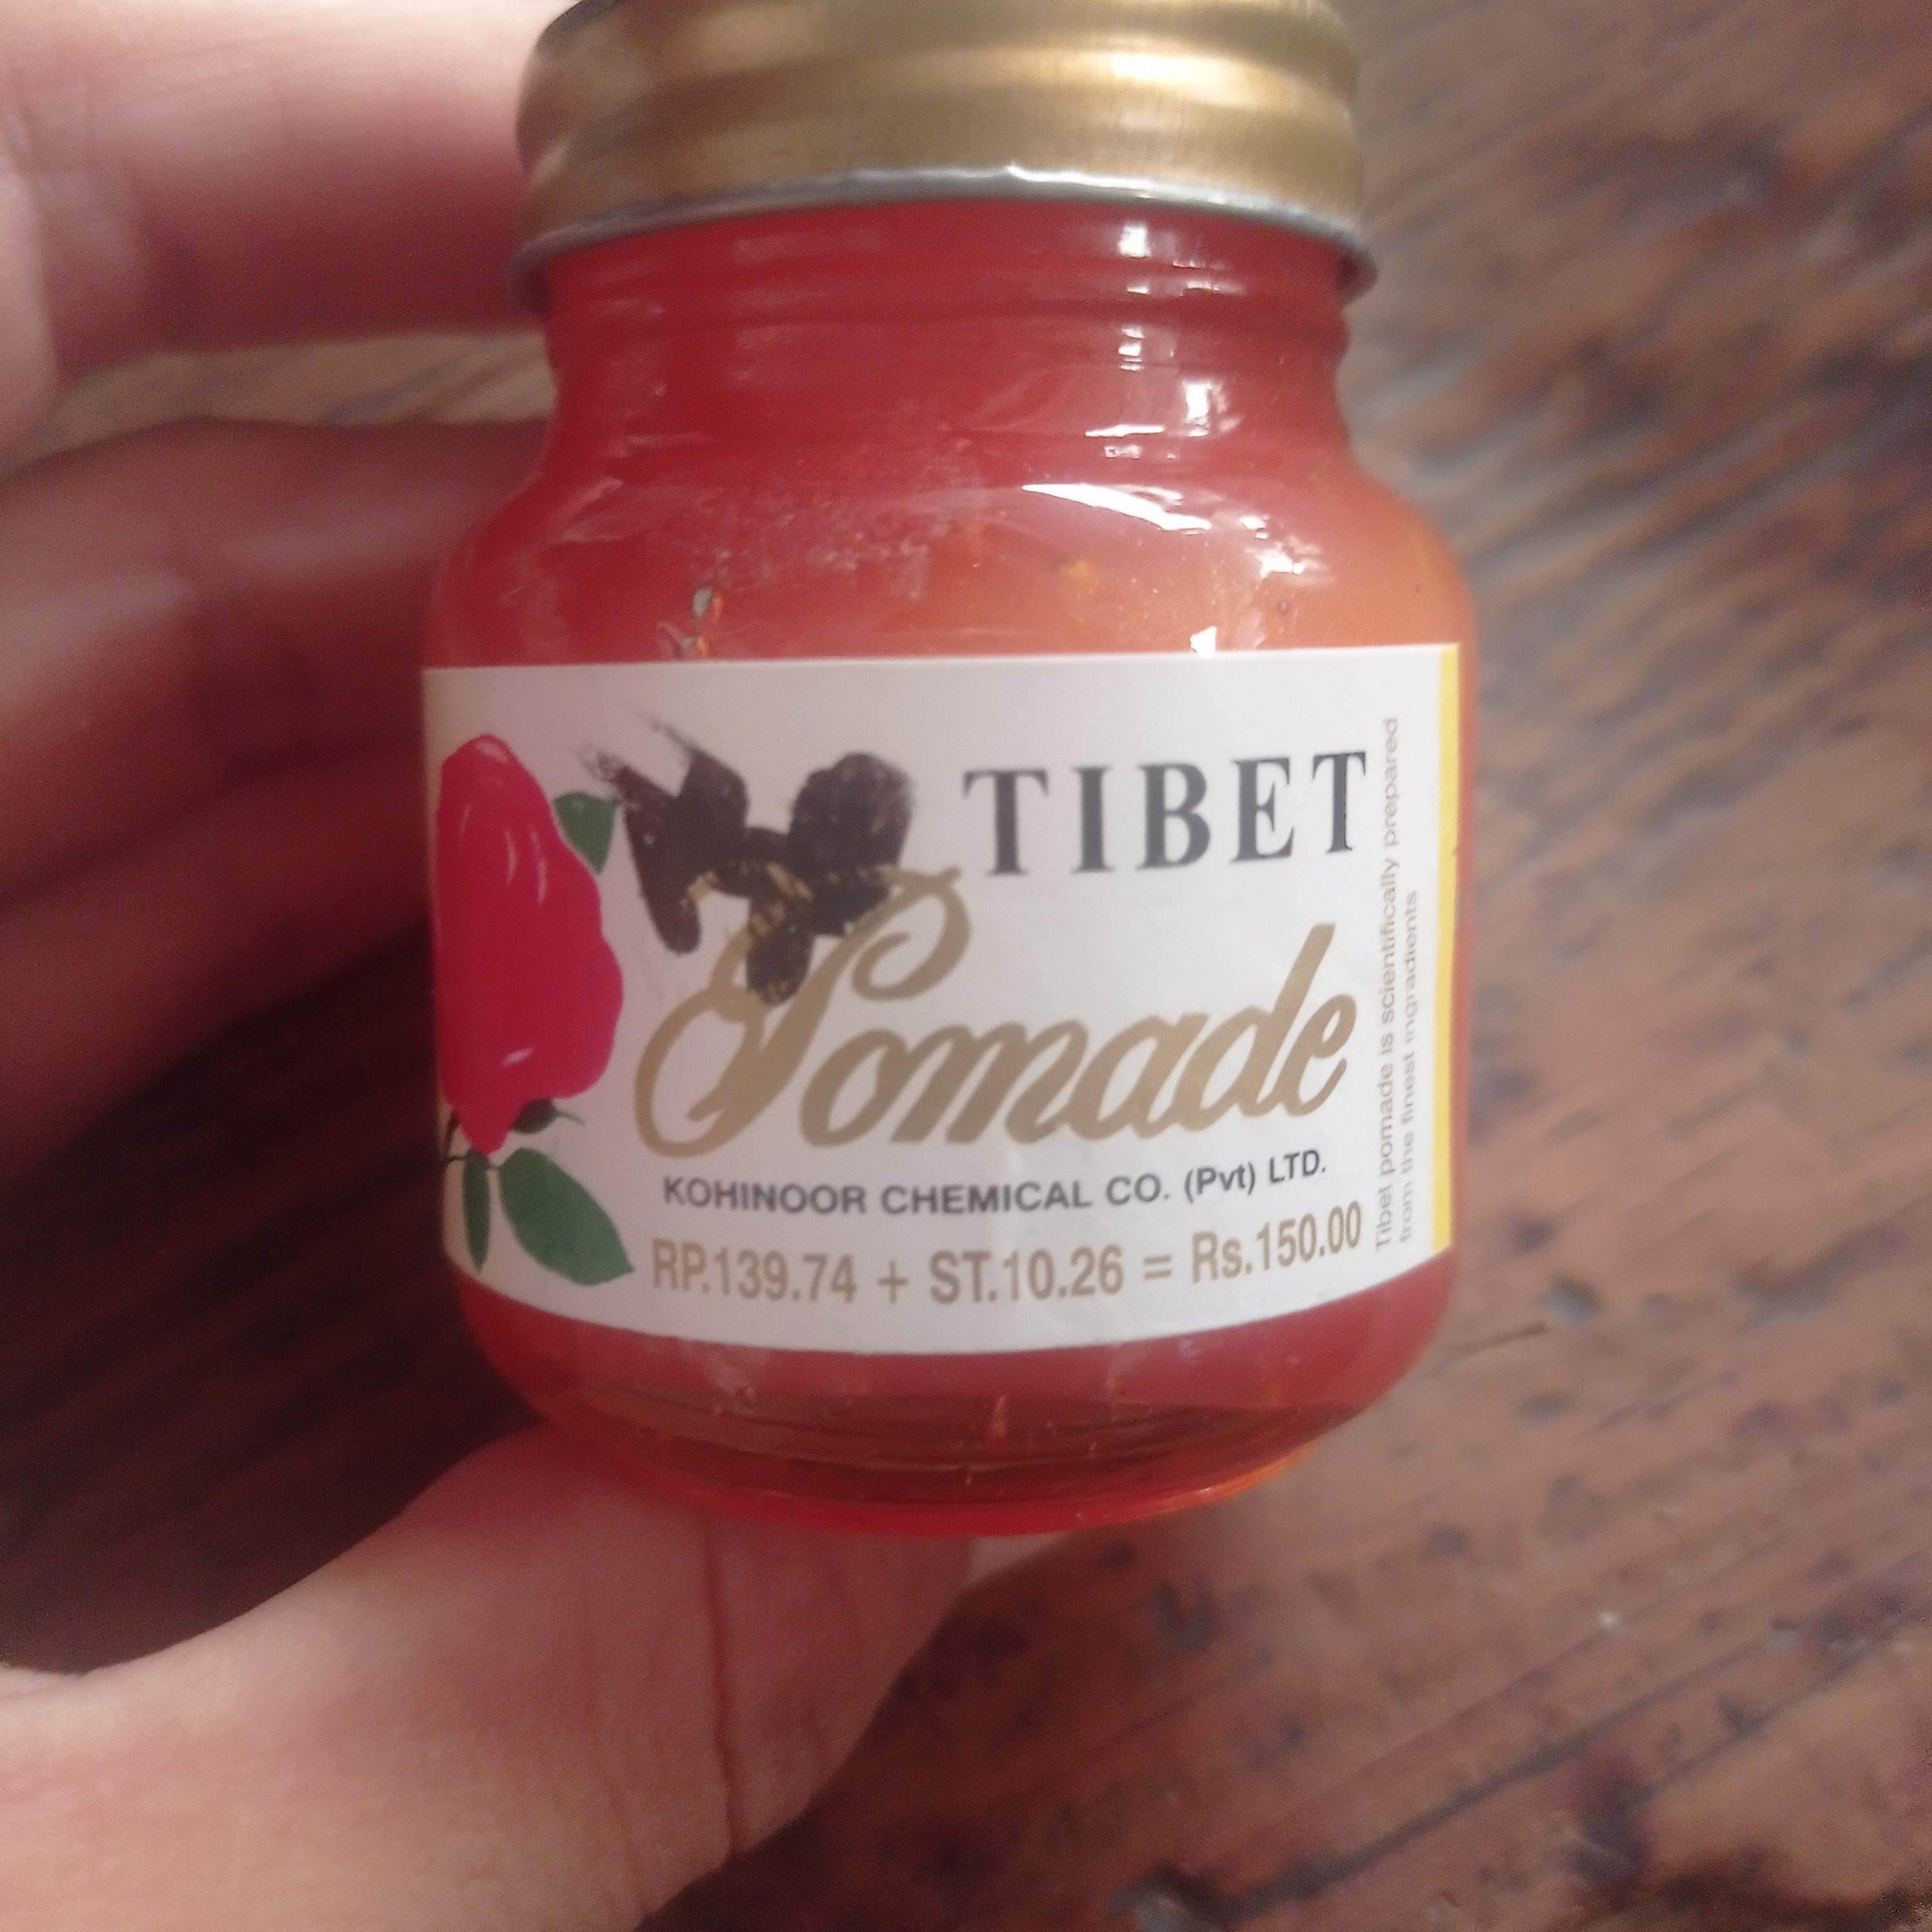 TIBET
Pomade
KOHINOOR CHEMICAL CO. (Pvt) LTD.
RP.139.74 + ST.10.26 = Rs.150.00
Tibet pomade is scientifically prepared
from the finest ingradients